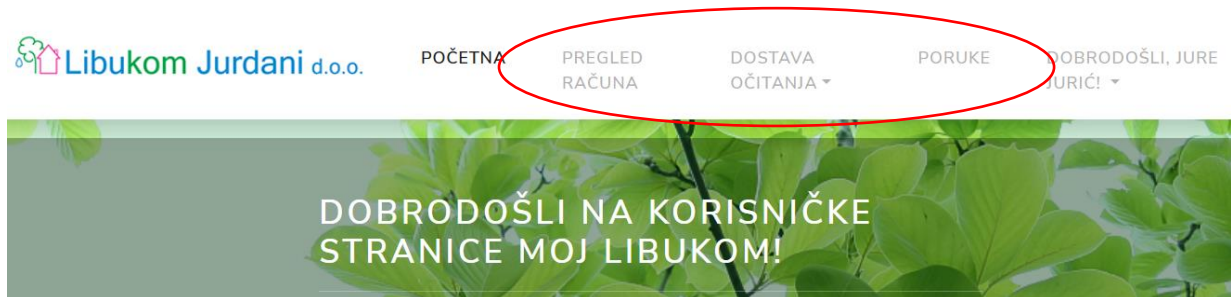 Libukom Jurdani d.o.o.
POČETNA
PREGLED
RAČUNA
DOSTAVA
OČITANJA
PORUKE
DOBRODOŠLI, JURE
JURIĆ!
DOBRODOŠLI NA KORISNIČKE
STRANICE MOJ LIBUKOM!